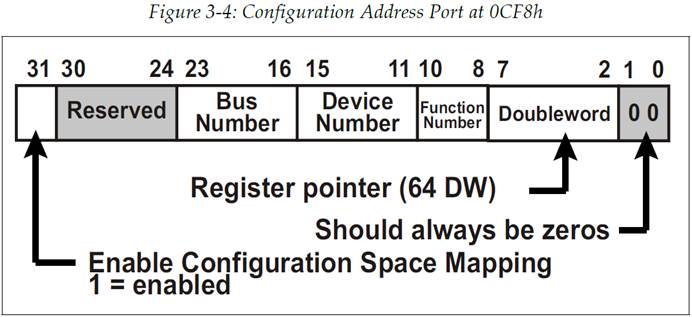 Figure 3-4: Configuration Address Port at 0CF8h
31 30 24 23 16 15 11 10 8 7 2 1 0
Reserved
Bus
Number
Device
Number
Function
Number
Doubleword
0 0
Register pointer (64 DW)
Should always be zeros
Enable Configuration Space Mapping
1 = enabled